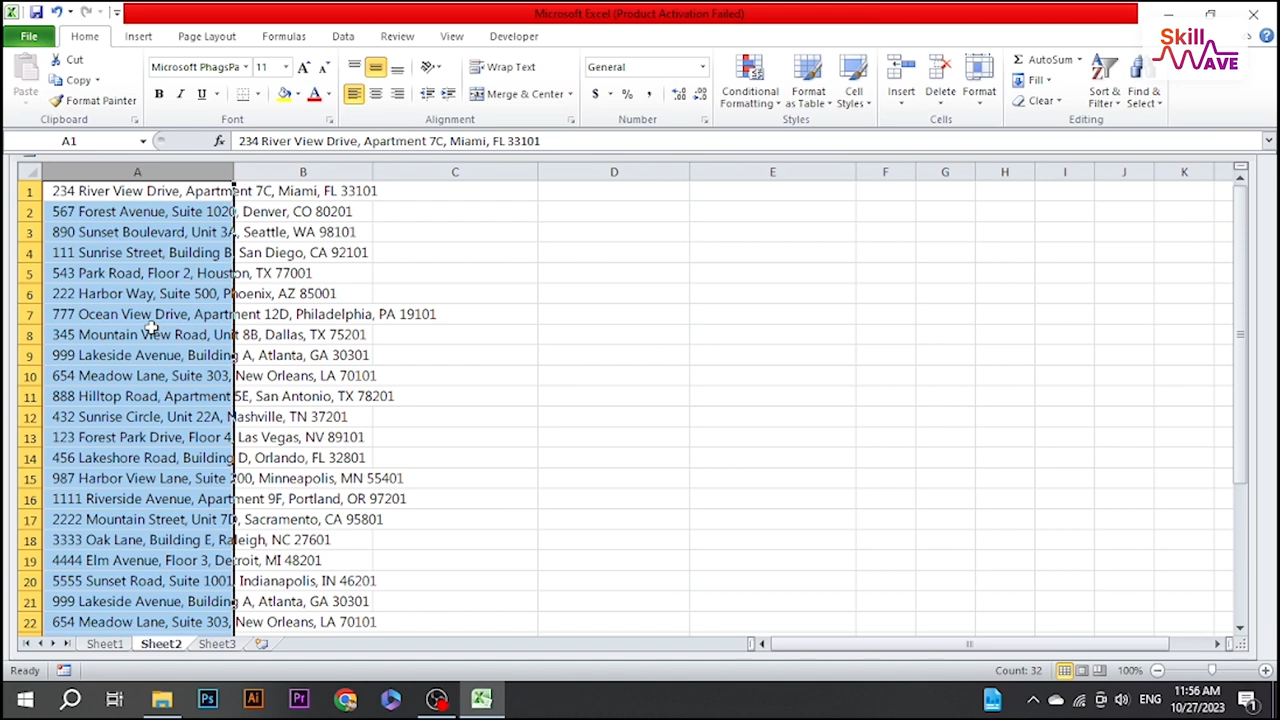 Microsoft Excel (Product Activation Failed)
Skill
WAVE
File Home Insert Page Layout Formulas Data Review View Developer
Paste
Cut
Copy
Format Painter
Clipboard
Microsoft PhagsPa 11
B I U
Font
Wrap Text
Merge & Center
Alignment
General
$ % ,
Number
Conditional Formatting
Format as Table
Cell Styles
Styles
Insert
Delete
Format
Cells
AutoSum
Fill
Clear
Sort & Filter
Find & Select
Editing
A1 fx 234 River View Drive, Apartment 7C, Miami, FL 33101
A B C D E F G H I J K
1 234 River View Drive, Apartment 7C, Miami, FL 33101
2 567 Forest Avenue, Suite 1020, Denver, CO 80201
3 890 Sunset Boulevard, Unit 3A, Seattle, WA 98101
4 111 Sunrise Street, Building B, San Diego, CA 92101
5 543 Park Road, Floor 2, Houston, TX 77001
6 222 Harbor Way, Suite 500, Phoenix, AZ 85001
7 777 Ocean View Drive, Apartment 12D, Philadelphia, PA 19101
8 345 Mountain View Road, Unit 8B, Dallas, TX 75201
9 999 Lakeside Avenue, Building A, Atlanta, GA 30301
10 654 Meadow Lane, Suite 303, New Orleans, LA 70101
11 888 Hilltop Road, Apartment 5E, San Antonio, TX 78201
12 432 Sunrise Circle, Unit 22A, Nashville, TN 37201
13 123 Forest Park Drive, Floor 4, Las Vegas, NV 89101
14 456 Lakeshore Road, Building D, Orlando, FL 32801
15 987 Harbor View Lane, Suite 200, Minneapolis, MN 55401
16 1111 Riverside Avenue, Apartment 9F, Portland, OR 97201
17 2222 Mountain Street, Unit 7D, Sacramento, CA 95801
18 3333 Oak Lane, Building E, Raleigh, NC 27601
19 4444 Elm Avenue, Floor 3, Detroit, MI 48201
20 5555 Sunset Road, Suite 1001, Indianapolis, IN 46201
21 999 Lakeside Avenue, Building A, Atlanta, GA 30301
22 654 Meadow Lane, Suite 303, New Orleans, LA 70101
Sheet1 Sheet2 Sheet3
Ready Count: 32 100%
Ps Ai Pr ENG 11:56 AM
10/27/2023